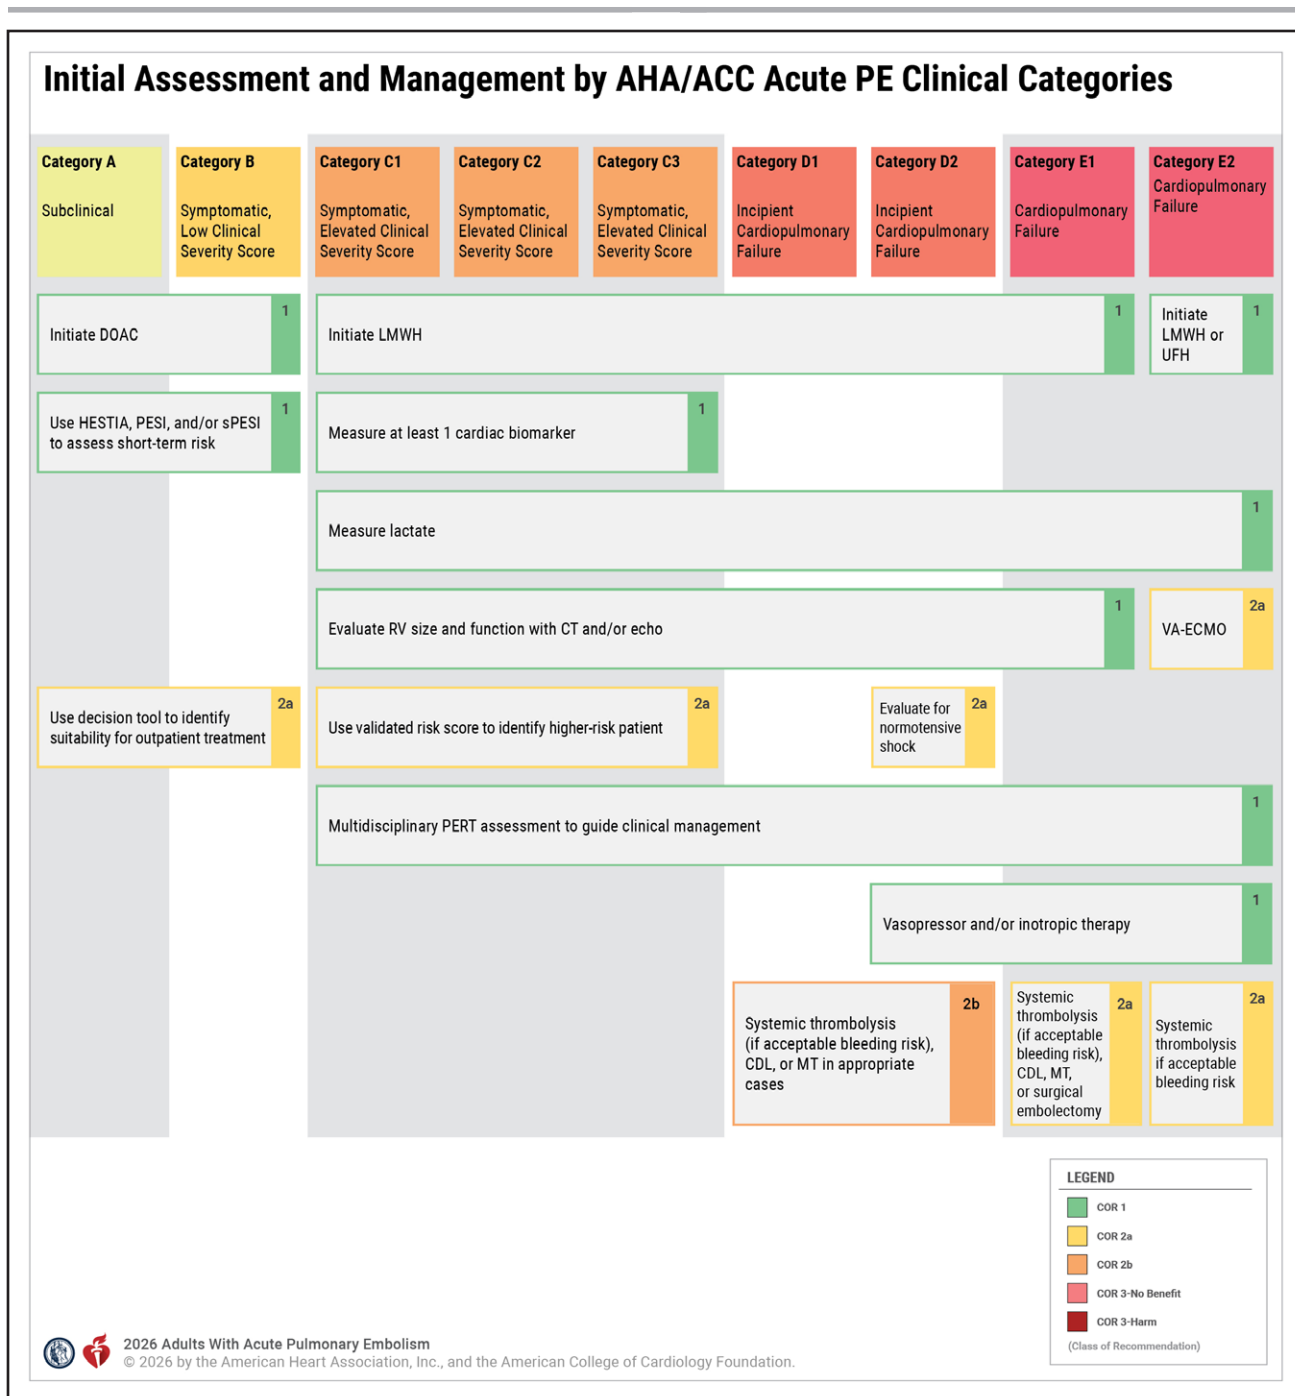 Initial Assessment and Management by AHA/ACC Acute PE Clinical Categories
Category A
Subclinical
Category B
Symptomatic,
Low Clinical
Severity Score
Category C1
Symptomatic,
Elevated Clinical
Severity Score
Category C2
Symptomatic,
Elevated Clinical
Severity Score
Category C3
Symptomatic,
Elevated Clinical
Severity Score
Category D1
Incipient
Cardiopulmonary
Failure
Category D2
Incipient
Cardiopulmonary
Failure
Category E1
Cardiopulmonary
Failure
Category E2
Cardiopulmonary
Failure
Initiate DOAC
1
Initiate LMWH
1
Initiate
LMWH or
UFH
1
Use HESTIA, PESI, and/or sPESI
to assess short-term risk
1
Measure at least 1 cardiac biomarker
1
Measure lactate
1
Evaluate RV size and function with CT and/or echo
1
VA-ECMO
2a
Use decision tool to identify
suitability for outpatient treatment
2a
Use validated risk score to identify higher-risk patient
2a
Evaluate for
normotensive
shock
2a
Multidisciplinary PERT assessment to guide clinical management
1
Vasopressor and/or inotropic therapy
1
Systemic thrombolysis
(if acceptable bleeding risk),
CDL, or MT in appropriate
cases
2b
Systemic
thrombolysis
(if acceptable
bleeding risk),
CDL, MT,
or surgical
embolectomy
2a
Systemic
thrombolysis
if acceptable
bleeding risk
2a
LEGEND
COR 1
COR 2a
COR 2b
COR 3-No Benefit
COR 3-Harm
(Class of Recommendation)
2026 Adults With Acute Pulmonary Embolism
© 2026 by the American Heart Association, Inc., and the American College of Cardiology Foundation.